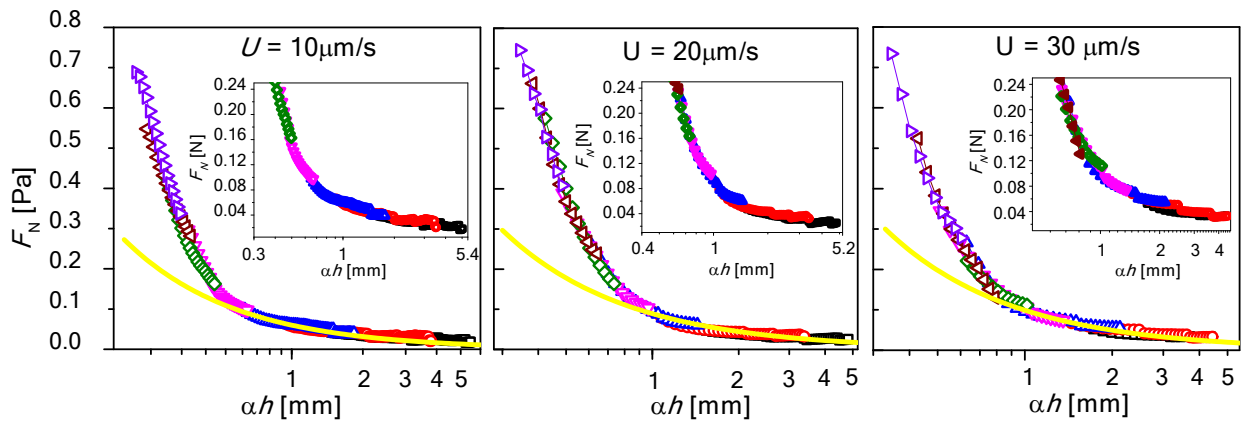 U = 10μm/s
U = 20μm/s
U = 30 μm/s
F_N [Pa]
0.8
0.7
0.6
0.5
0.4
0.3
0.2
0.1
0.0
F_N [N]
0.24
0.20
0.16
0.12
0.08
0.04
0.3 1 5.4
αh [mm]
F_N [N]
0.24
0.20
0.16
0.12
0.08
0.04
0.4 1 5.2
αh [mm]
F_N [N]
0.24
0.20
0.16
0.12
0.08
0.04
1 2 3 4
αh [mm]
1 2 3 4 5
1 2 3 4 5
1 2 3 4 5
αh [mm]
αh [mm]
αh [mm]